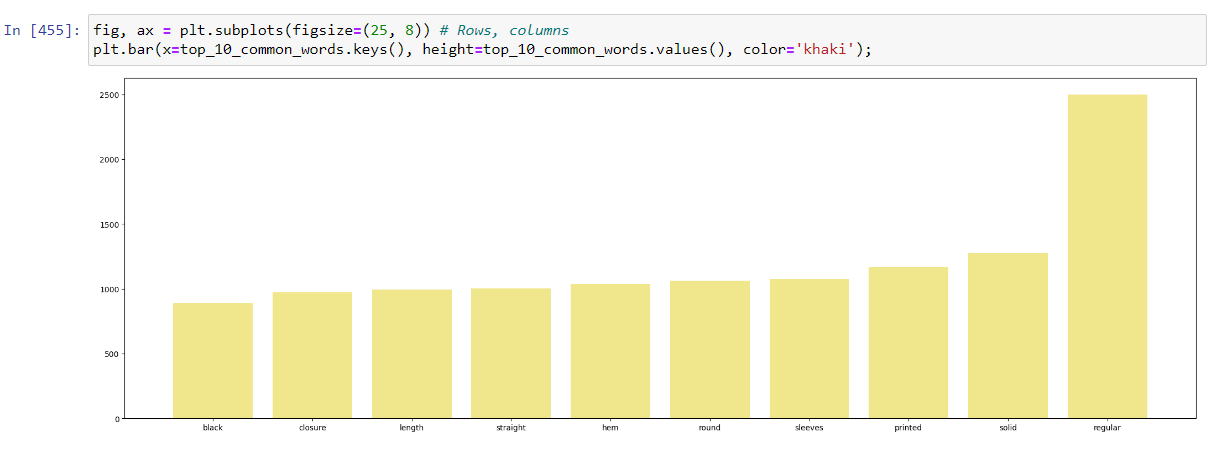 In [455]: fig, ax = plt.subplots(figsize=(25, 8)) # Rows, columns
plt.bar(x=top_10_common_words.keys(), height=top_10_common_words.values(), color='khaki');
2500
2000
1500
1000
500
0
black closure length straight hem round sleeves printed solid regular